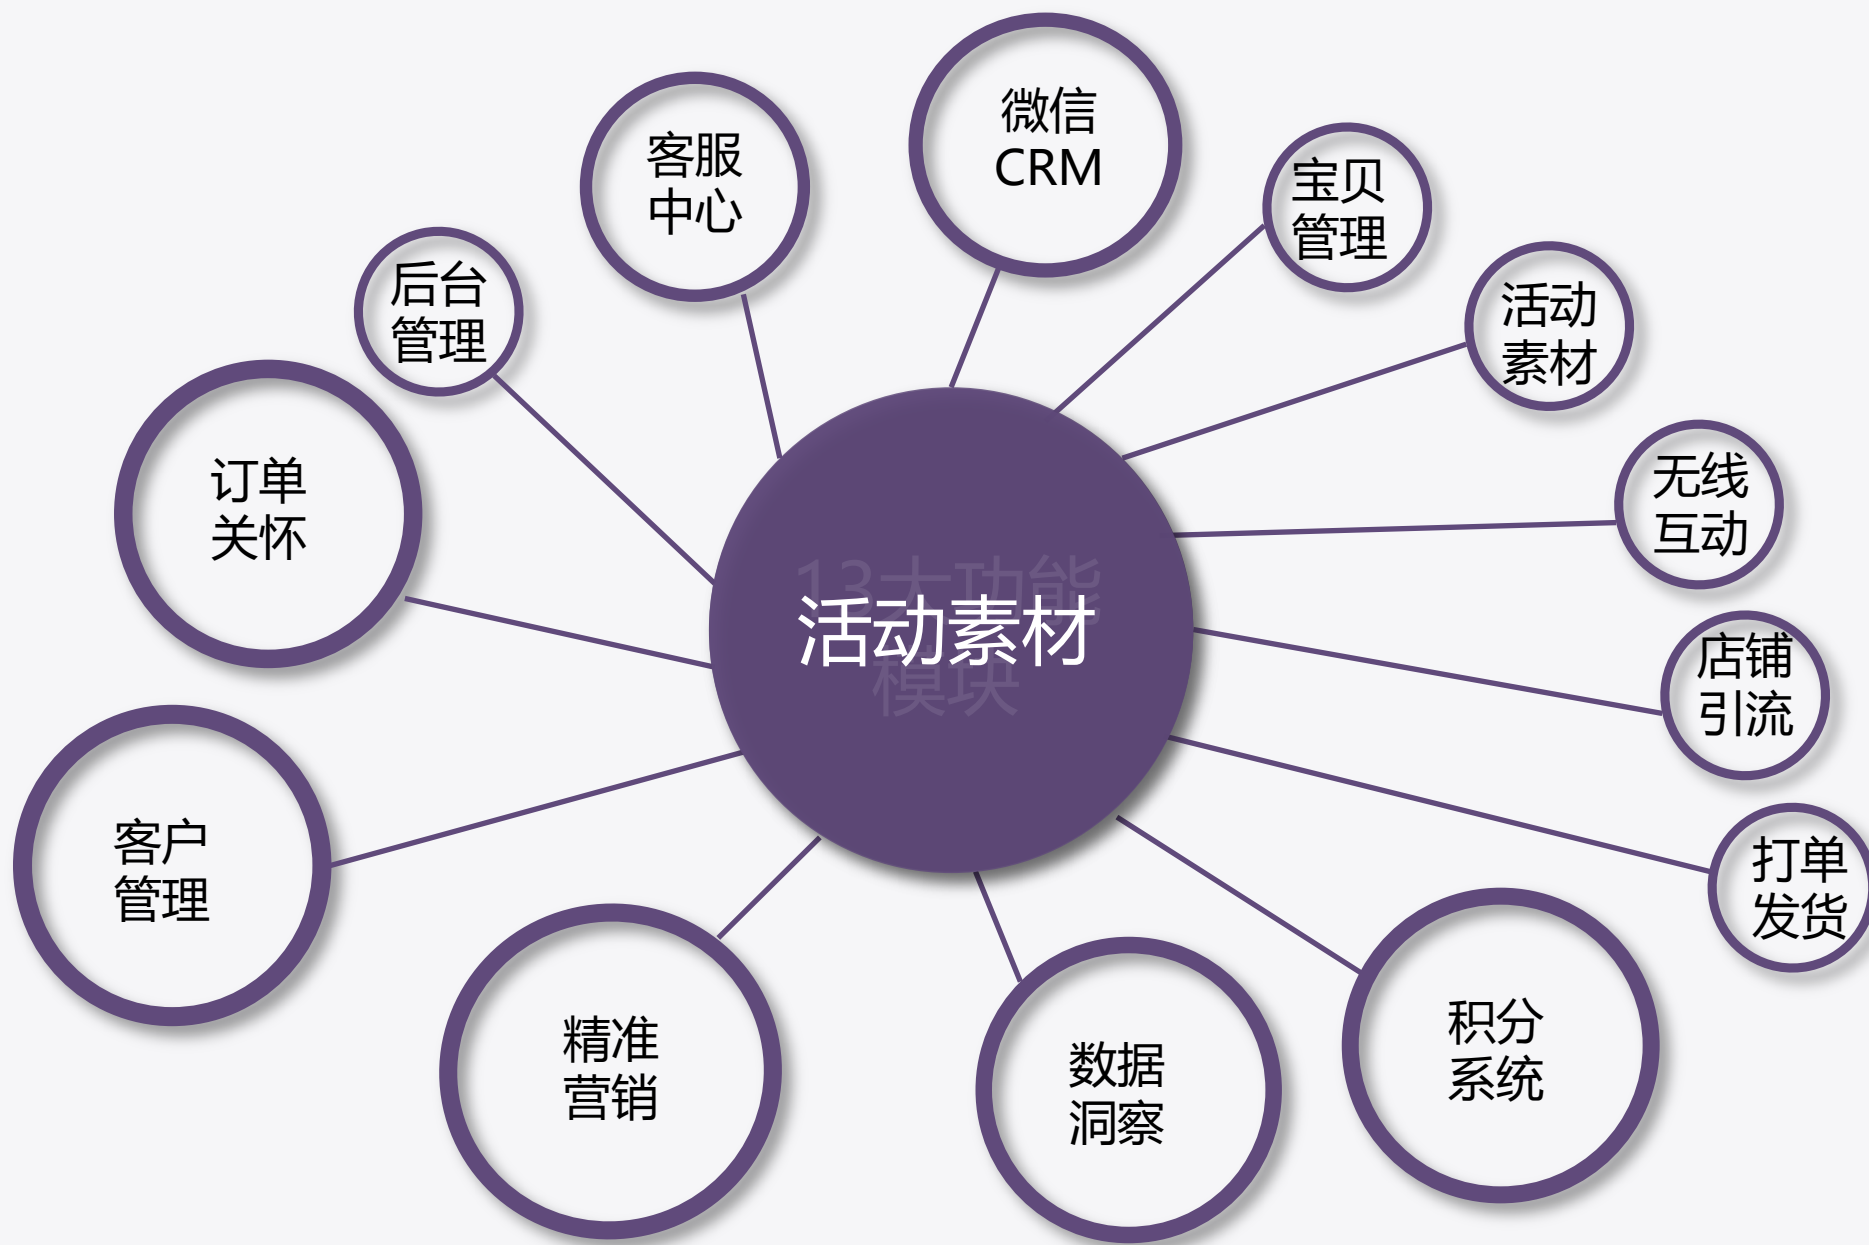 微信
CRM
客服
中心
宝贝
管理
后台
管理
活动
素材
无线
互动
订单
关怀
13大功能
模块
活动素材
店铺
引流
客户
管理
打单
发货
精准
营销
数据
洞察
积分
系统